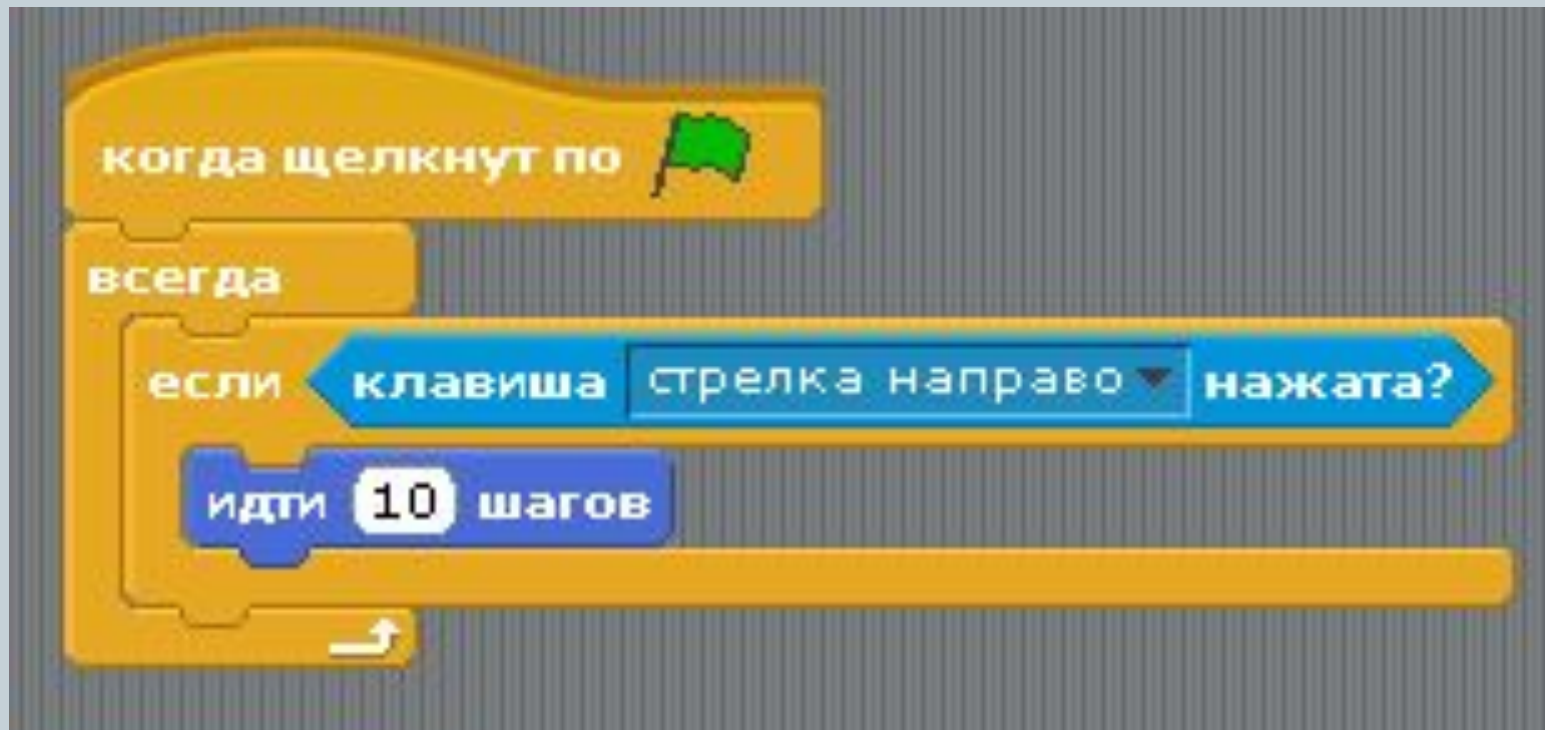 когда щелкнут по
всегда
если клавиша стрелка направо нажата?
идти 10 шагов